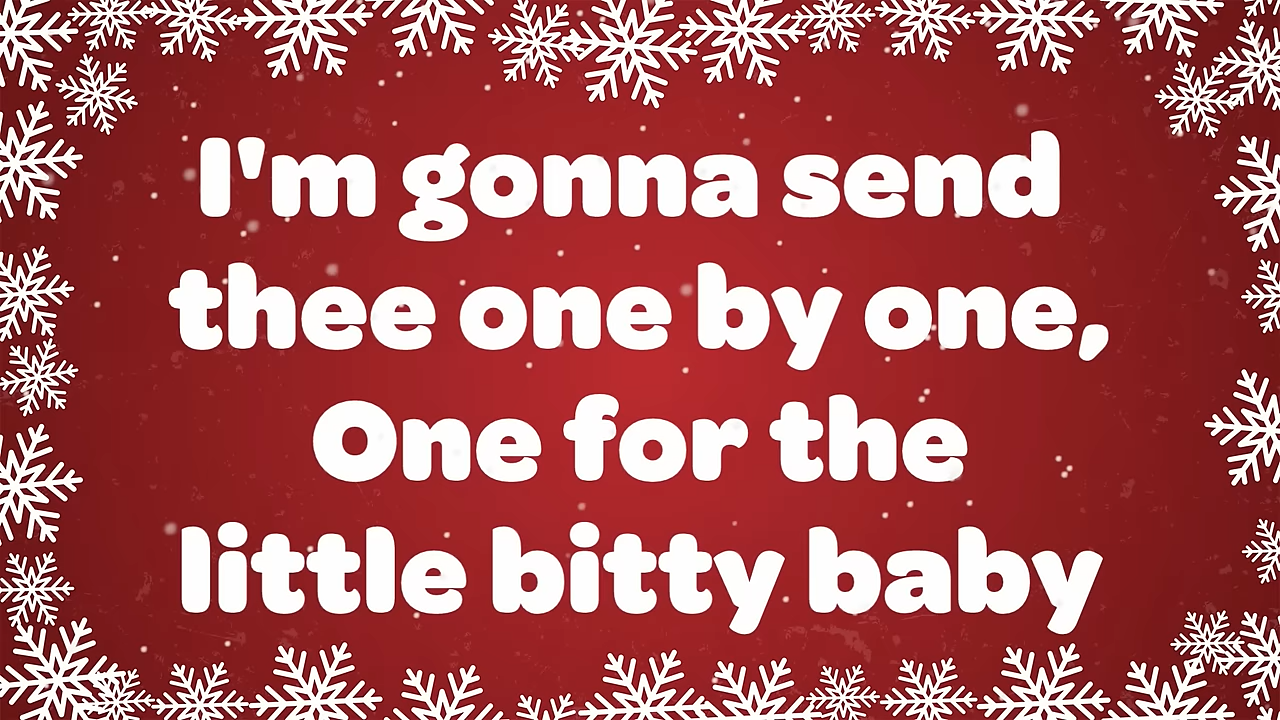 I'm gonna send
thee one by one,
One for the
little bitty baby